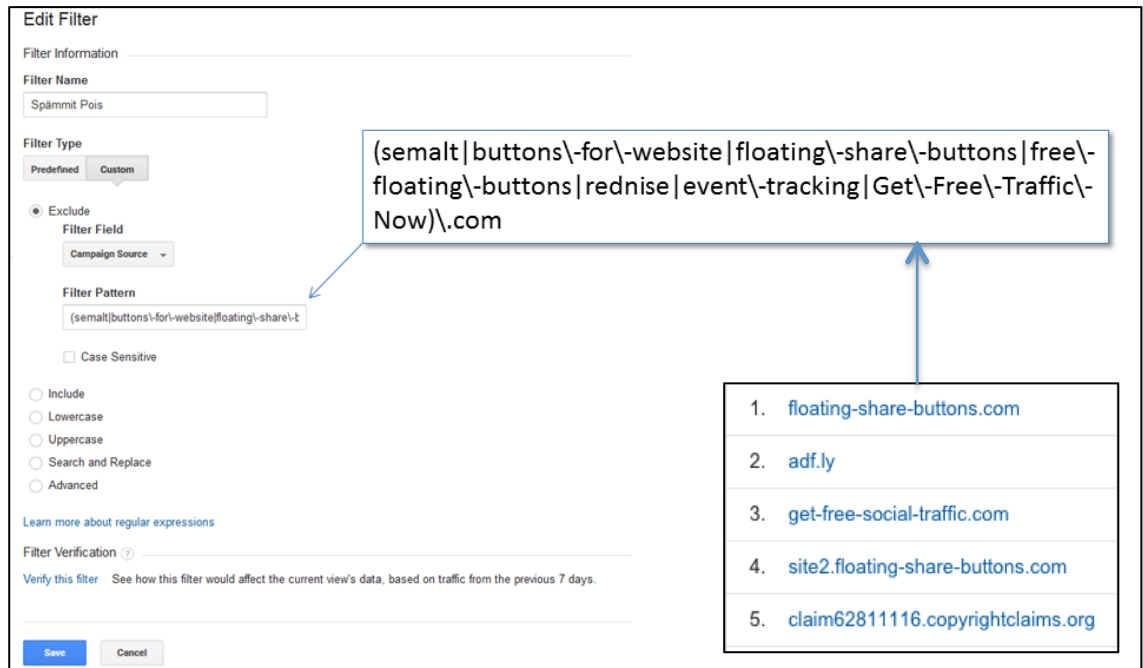 Edit Filter
Filter Information
Filter Name
Spämmit Pois
Filter Type
Predefined Custom
Exclude
Filter Field
Campaign Source
Filter Pattern
(semalt|buttons\-for\-website|floating\-share\-t
Case Sensitive
Include
Lowercase
Uppercase
Search and Replace
Advanced
Learn more about regular expressions
Filter Verification ?
Verify this filter See how this filter would affect the current view's data, based on traffic from the previous 7 days.
Save Cancel
(semalt|buttons\-for\-website|floating\-share\-buttons|free\-
floating\-buttons|rednise|event\-tracking|Get\-Free\-Traffic\-
Now)\.com
1. floating-share-buttons.com
2. adf.ly
3. get-free-social-traffic.com
4. site2.floating-share-buttons.com
5. claim62811116.copyrightclaims.org